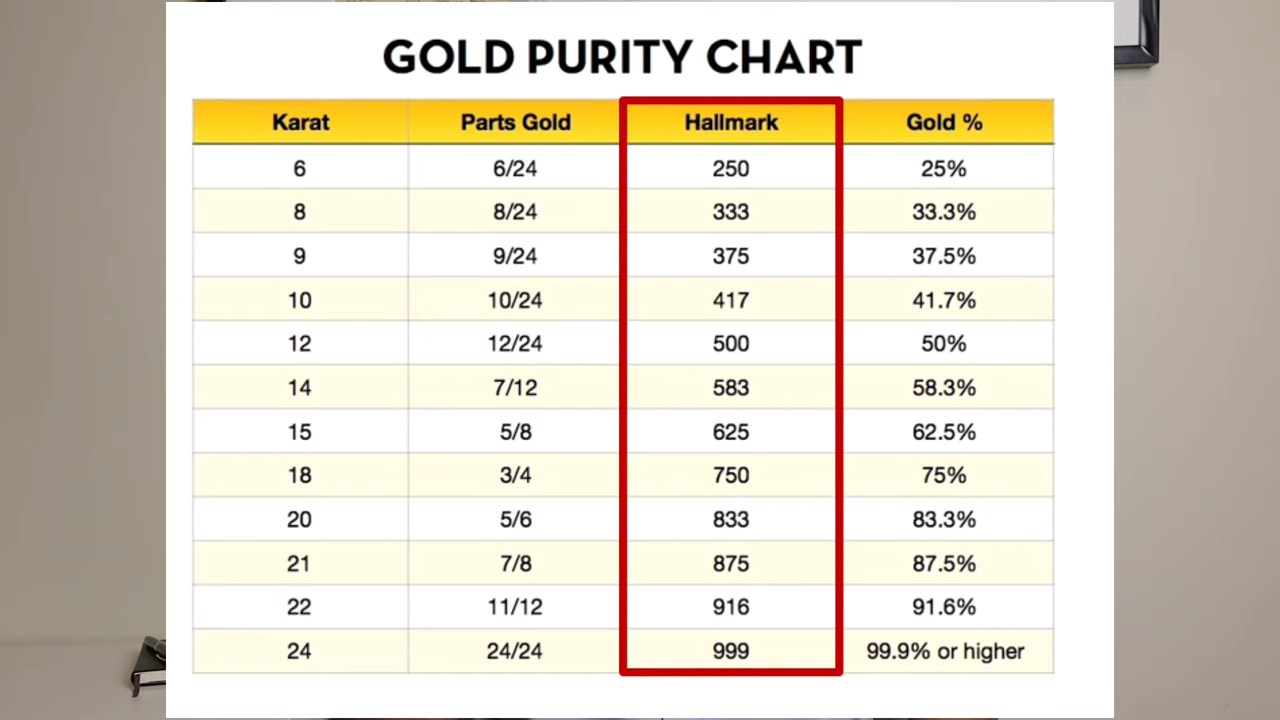 GOLD PURITY CHART
Karat Parts Gold Hallmark Gold %
6 6/24 250 25%
8 8/24 333 33.3%
9 9/24 375 37.5%
10 10/24 417 41.7%
12 12/24 500 50%
14 7/12 583 58.3%
15 5/8 625 62.5%
18 3/4 750 75%
20 5/6 833 83.3%
21 7/8 875 87.5%
22 11/12 916 91.6%
24 24/24 999 99.9% or higher